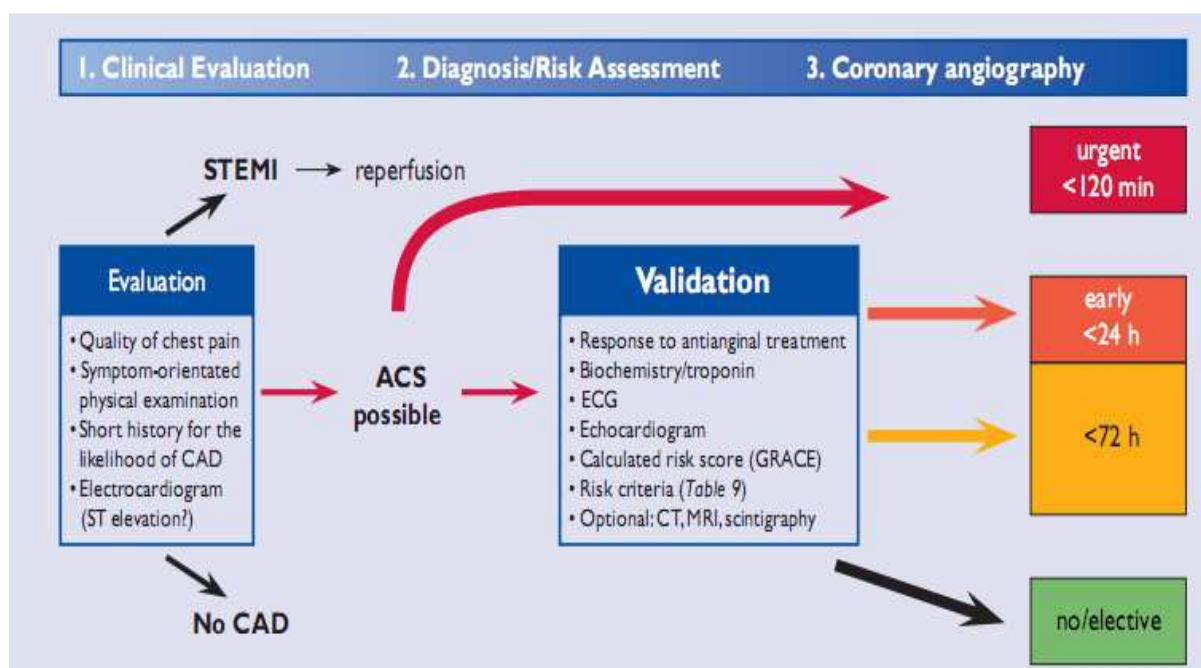 1. Clinical Evaluation 2. Diagnosis/Risk Assessment 3. Coronary angiography
STEMI → reperfusion
urgent
<120 min
Evaluation
• Quality of chest pain
• Symptom-orientated
physical examination
• Short history for the
likelihood of CAD
• Electrocardiogram
(ST elevation?)
ACS
possible
Validation
• Response to antianginal treatment
• Biochemistry/troponin
• ECG
• Echocardiogram
• Calculated risk score (GRACE)
• Risk criteria (Table 9)
• Optional: CT, MRI, scintigraphy
early
<24 h
<72 h
No CAD
no/elective